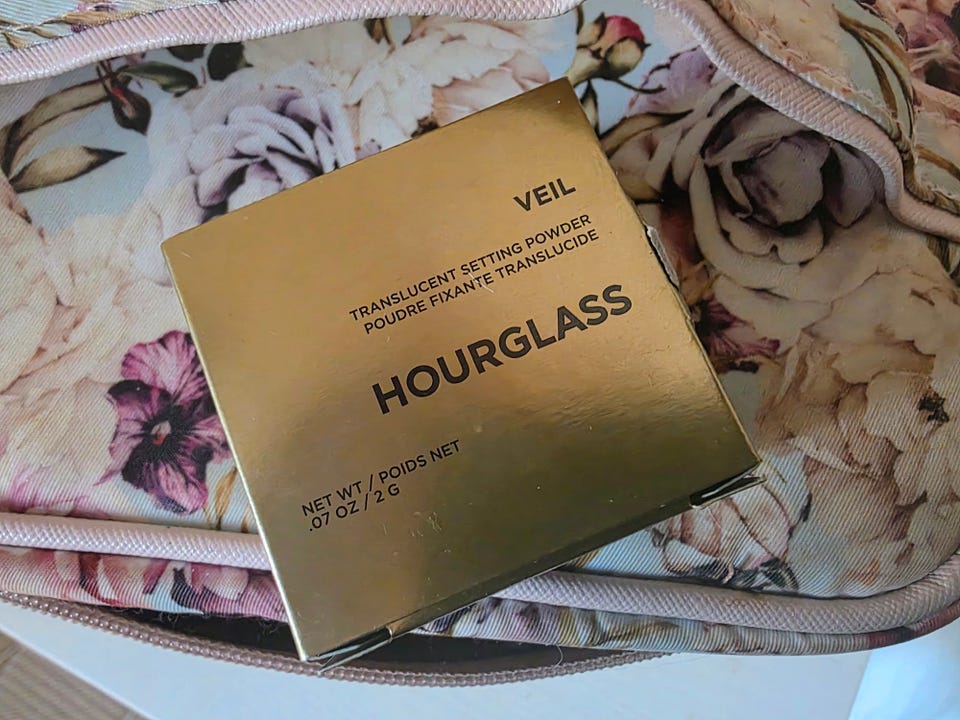 VEIL
TRANSLUCENT SETTING POWDER
POUDRE FIXANTE TRANSLUCIDE
HOURGLASS
NET WT / POIDS NET
.07 OZ / 2 G